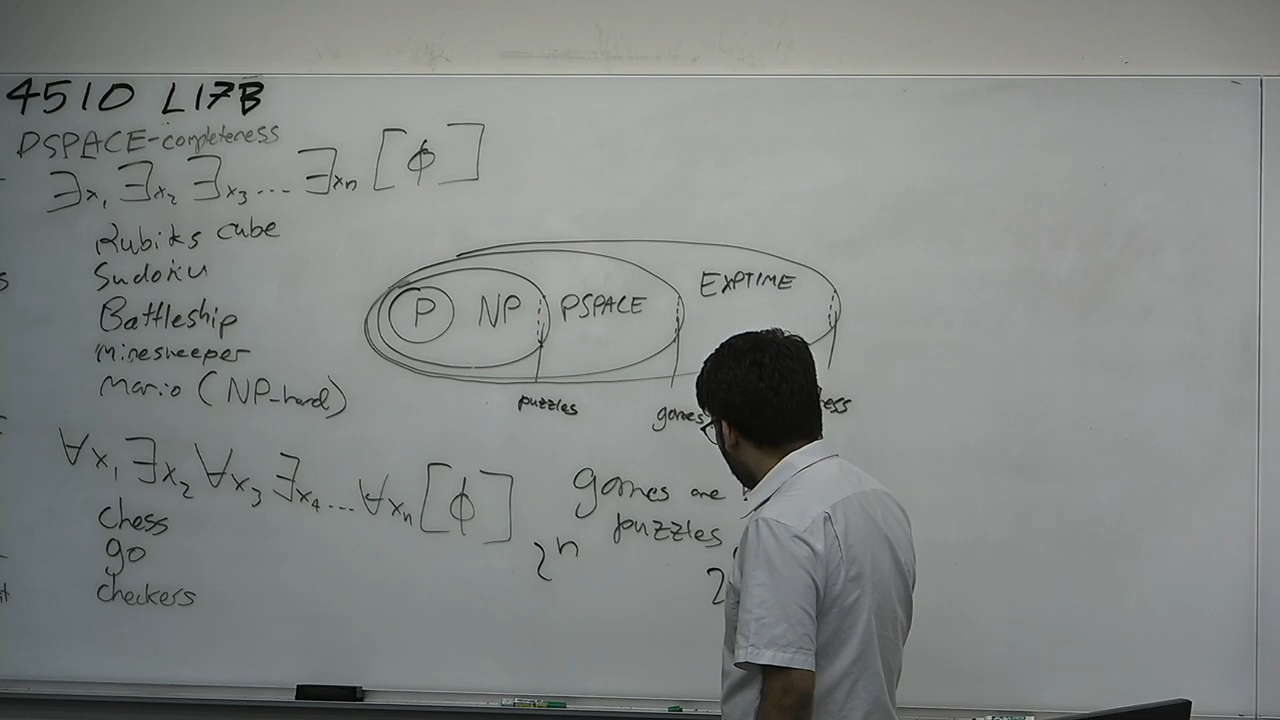 4510 L17B
PSPACE-completeness
∃x₁ ∃x₂ ∃x₃ ... ∃xn [ϕ]
Rubiks cube
Sudoku
Battleship
Minesweeper
Mario (NP-hard)
P NP PSPACE EXPTIME
puzzles games
∀x₁ ∃x₂ ∀x₃ ∃x₄ ... ∀xn [ϕ]
chess
go
checkers
games are
puzzles
2ⁿ
2